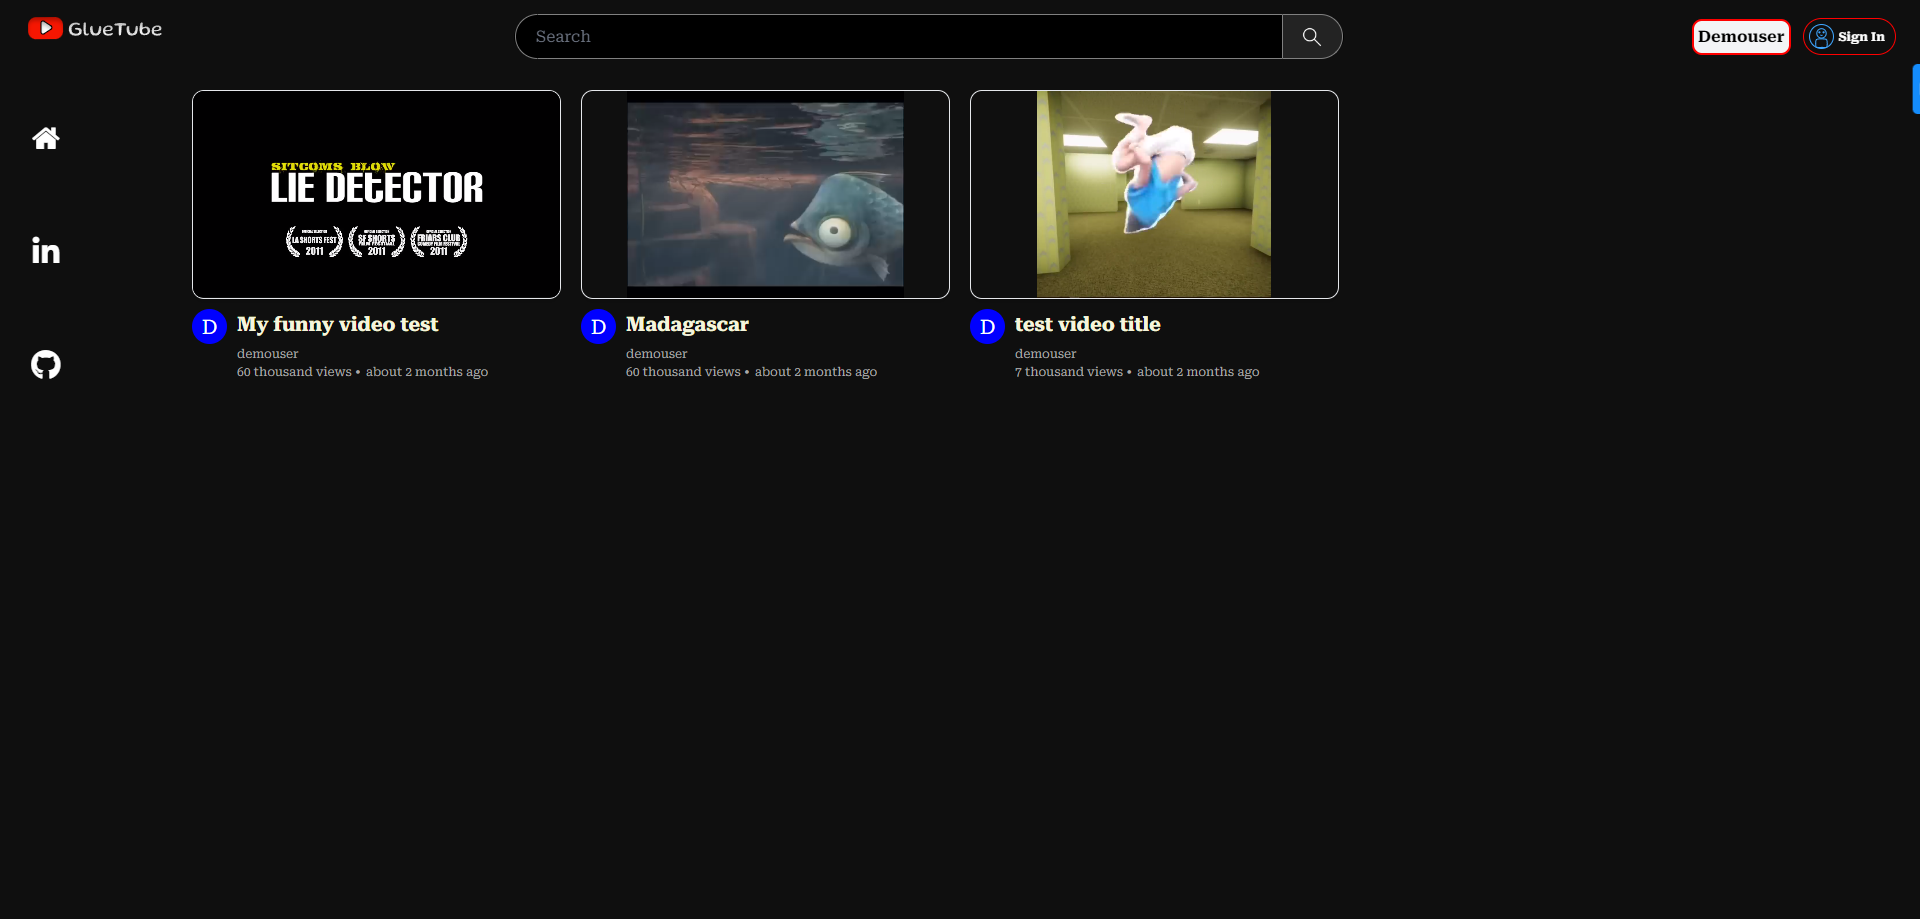 GlueTube
Search
Demouser
Sign In
SITCOMS BLOW
LIE DETECTOR
LA SHORTS FEST
2011
SF SHORTS
2011
FRIARS CLUB
2011
D
My funny video test
demouser
60 thousand views • about 2 months ago
D
Madagascar
demouser
60 thousand views • about 2 months ago
D
test video title
demouser
7 thousand views • about 2 months ago